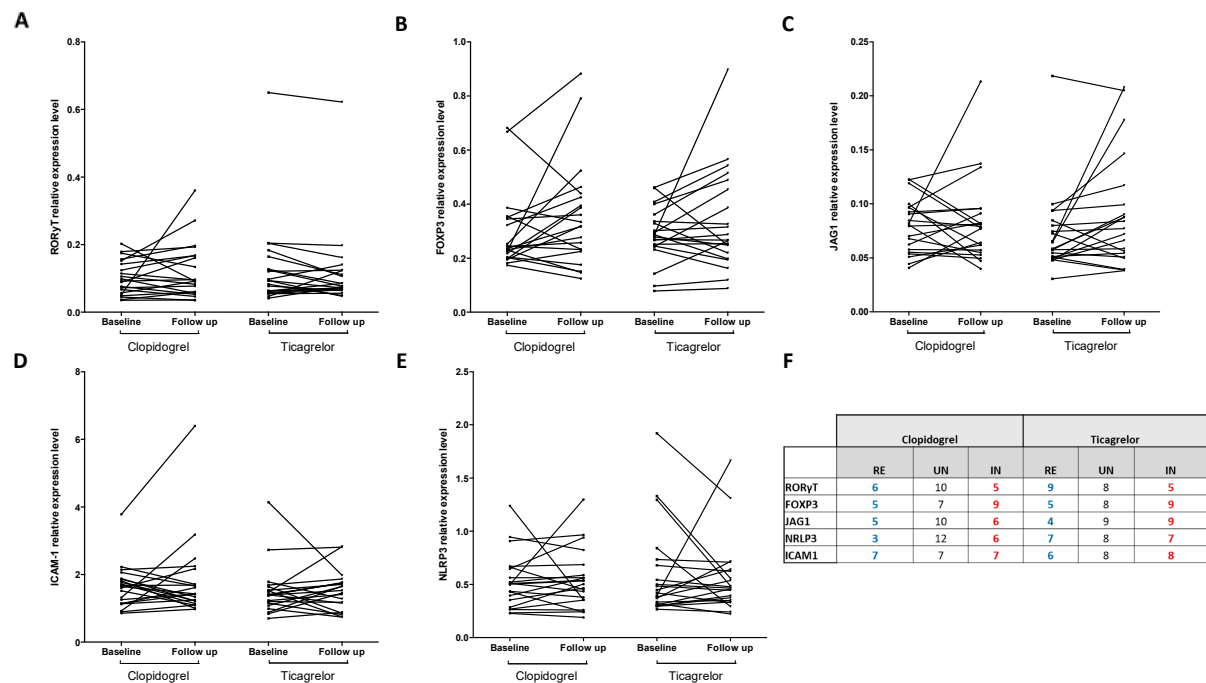 A
RORγT relative expression level
0.8
0.6
0.4
0.2
0.0
Baseline Follow up Baseline Follow up
Clopidogrel Ticagrelor
B
FOXP3 relative expression level
1.0
0.8
0.6
0.4
0.2
0.0
Baseline Follow up Baseline Follow up
Clopidogrel Ticagrelor
C
JAG1 relative expression level
0.25
0.20
0.15
0.10
0.05
0.00
Baseline Follow up Baseline Follow up
Clopidogrel Ticagrelor
D
ICAM-1 relative expression level
8
6
4
2
0
Baseline Follow up Baseline Follow up
Clopidogrel Ticagrelor
E
NLRP3 relative expression level
2.5
2.0
1.5
1.0
0.5
0.0
Baseline Follow up Baseline Follow up
Clopidogrel Ticagrelor
F
Clopidogrel Ticagrelor
RE UN IN RE UN IN
RORγT 6 10 5 9 8 5
FOXP3 5 7 9 5 8 9
JAG1 5 10 6 4 9 9
NRLP3 3 12 6 7 8 7
ICAM1 7 7 7 6 8 8